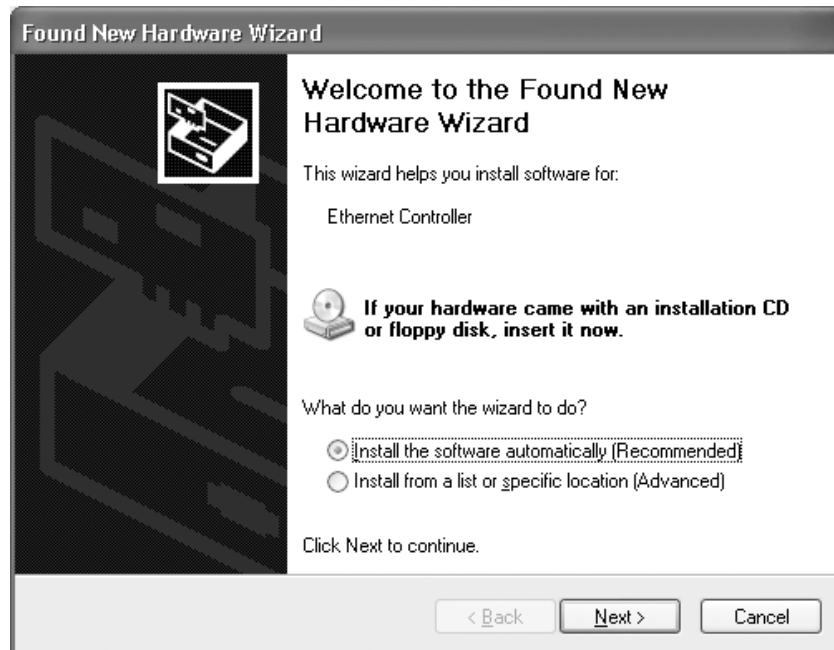 Found New Hardware Wizard
Welcome to the Found New
Hardware Wizard
This wizard helps you install software for:
Ethernet Controller
If your hardware came with an installation CD
or floppy disk, insert it now.
What do you want the wizard to do?
Install the software automatically (Recommended)
Install from a list or specific location (Advanced)
Click Next to continue.
< Back Next > Cancel